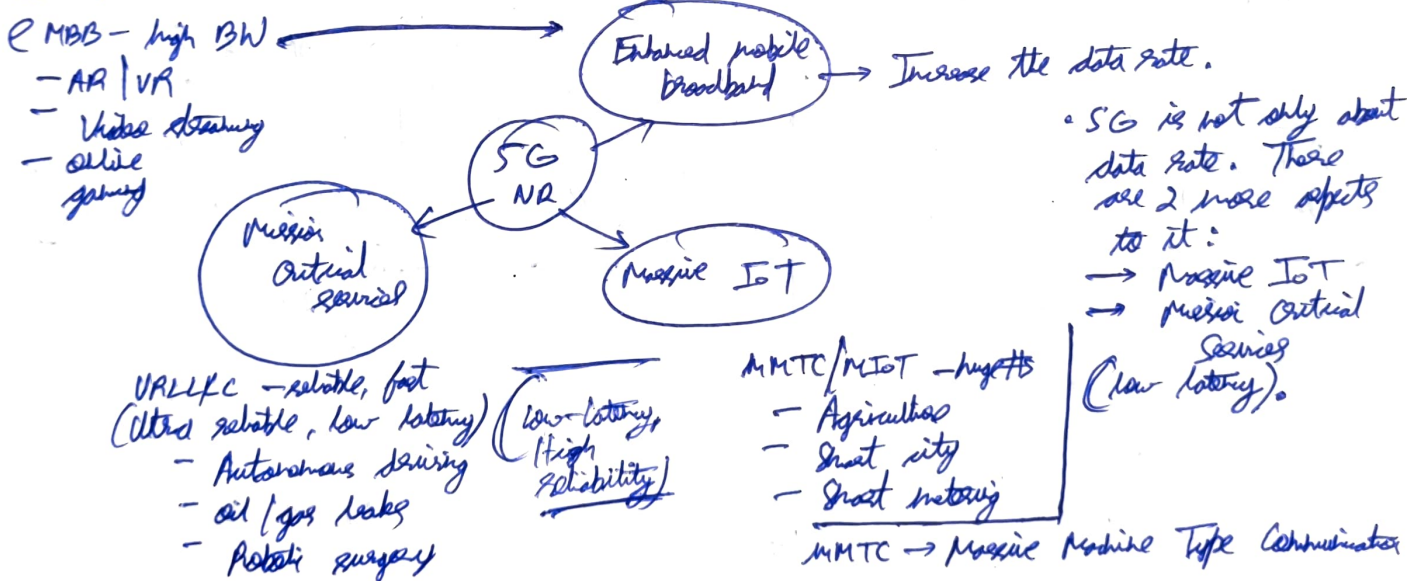 eMBB - high BW
- AR/VR
- Video streaming
- online
gaming
Enhanced mobile
broadband
→ Increase the data rate.
5G
NR
Mission
Critical
services
Massive IoT
• 5G is not only about
data rate. There
are 2 more aspects
to it:
→ Massive IoT
→ Mission Critical
Services
(low latency).
URLLC - reliable, fast
(Ultra reliable, low latency)
- Autonomous driving
- oil/gas leaks
- Robotic surgery
(Low-latency,
High
reliability)
MMTC/MIOT - huge
- Agriculture
- Smart city
- Smart metering
MMTC → Massive Machine Type Communication